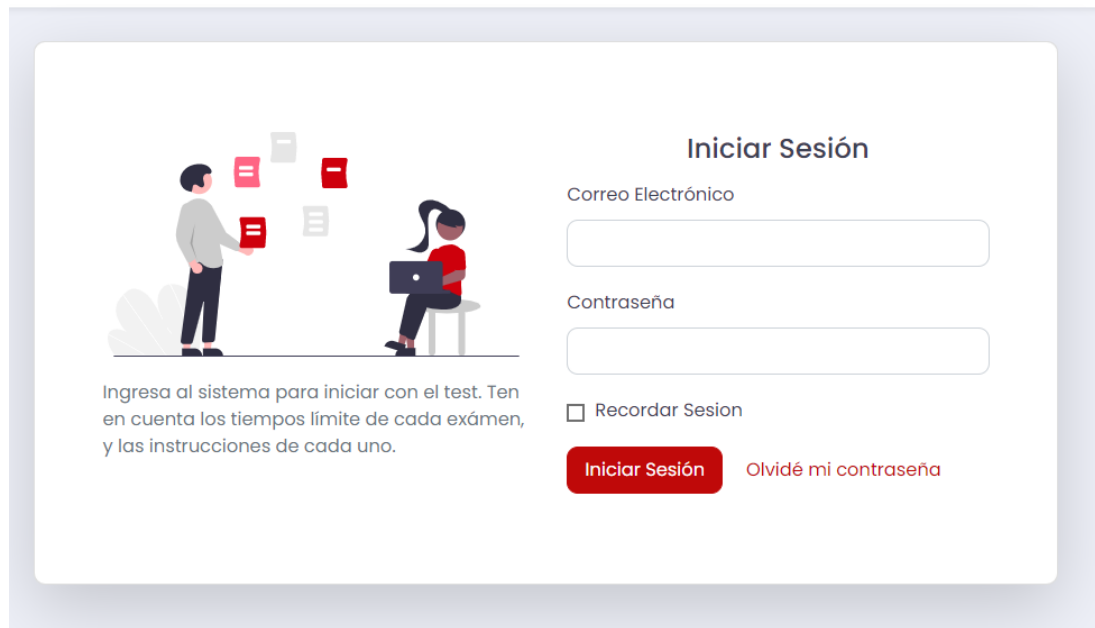 Iniciar Sesión
Correo Electrónico
Contraseña
Recordar Sesion
Iniciar Sesión
Olvidé mi contraseña
Ingresa al sistema para iniciar con el test. Ten
en cuenta los tiempos límite de cada exámen,
y las instrucciones de cada uno.